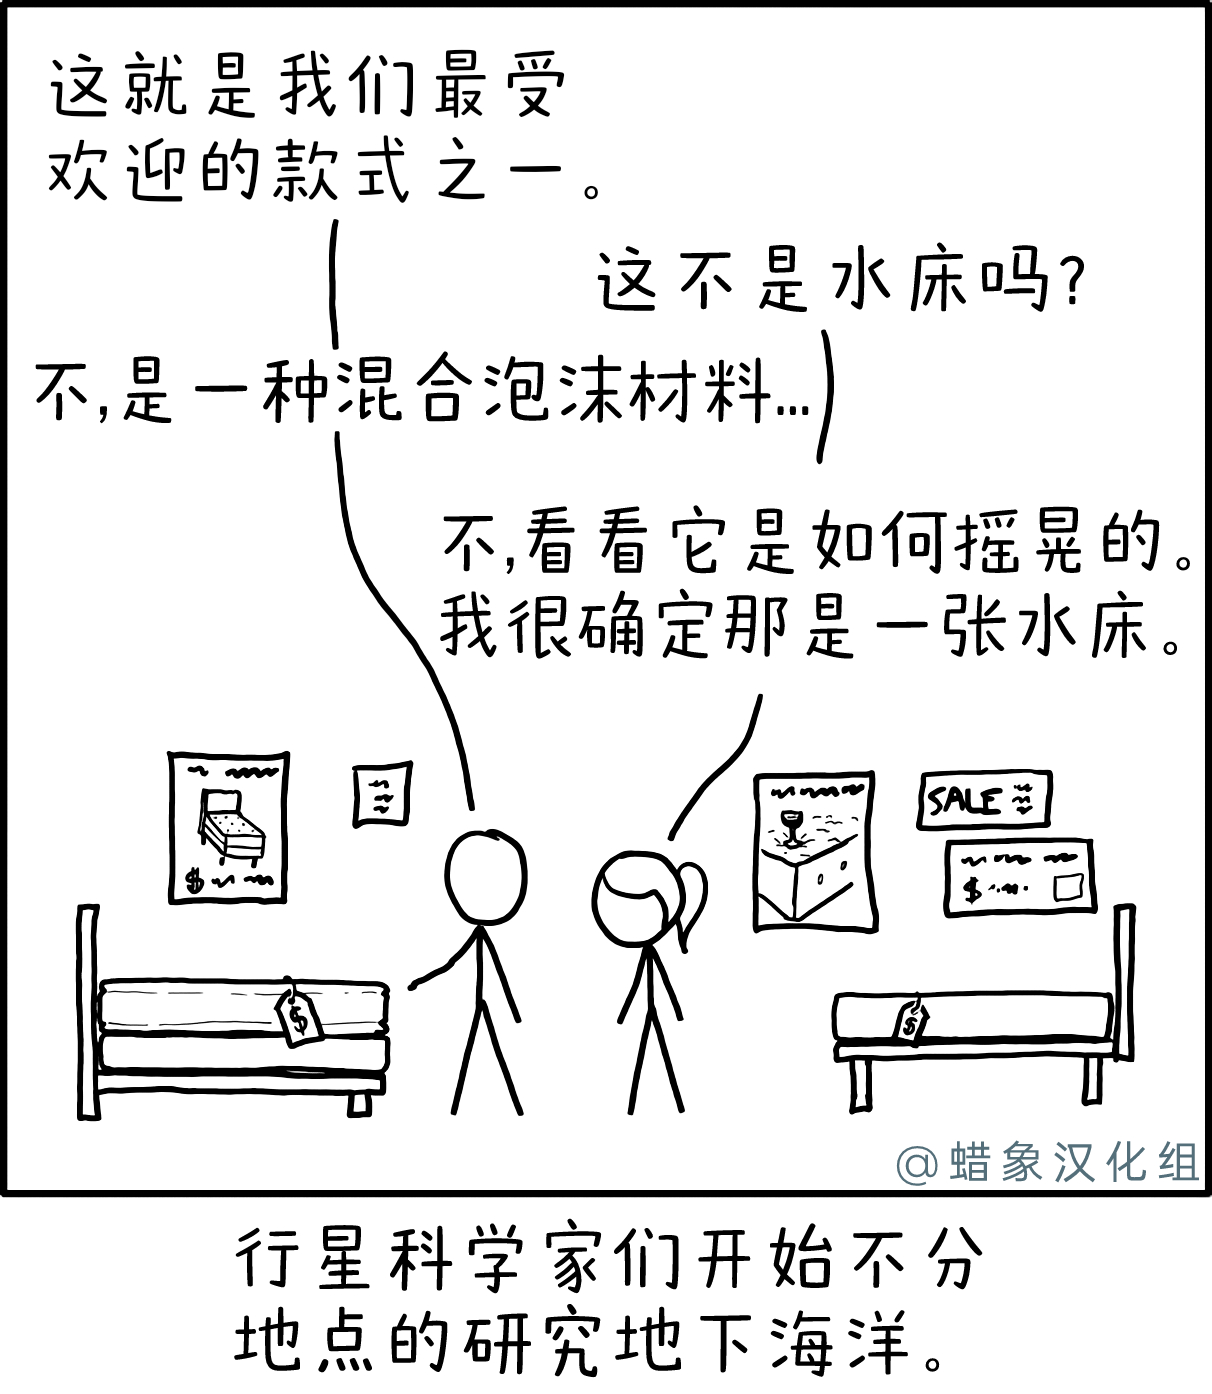 这就是我们最受
欢迎的款式之一。
这不是水床吗?
不,是一种混合泡沫材料...
不,看看它是如何摇晃的。
我很确定那是一张水床。
$
$
SALE
$
$
@蜡象汉化组
行星科学家们开始不分
地点的研究地下海洋。